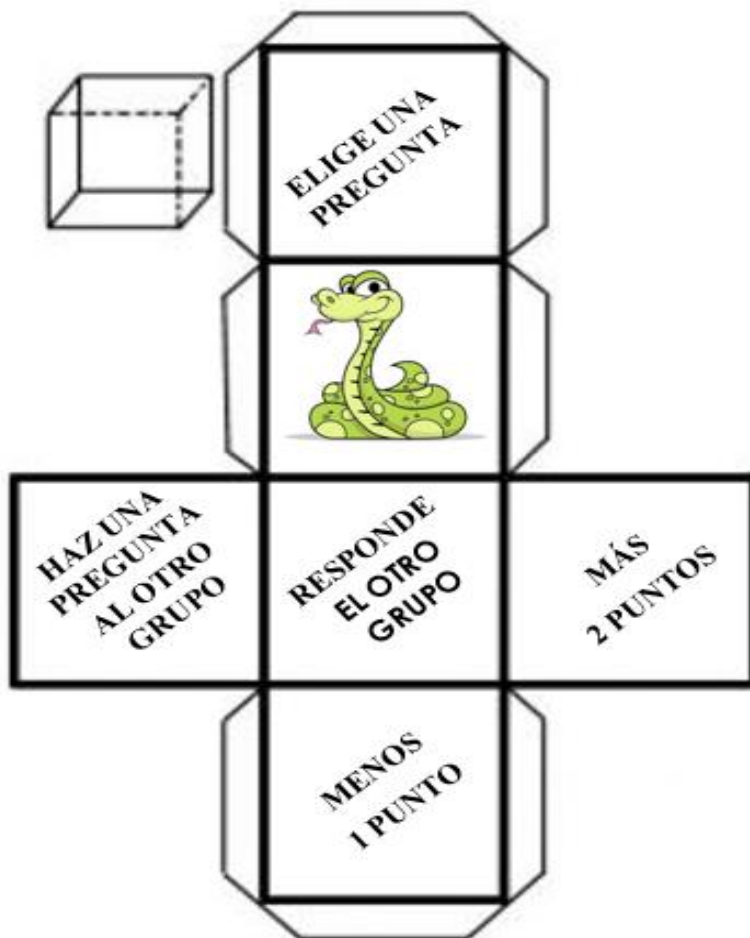 ELIGE UNA
PREGUNTA
HAZ UNA
PREGUNTA
AL OTRO
GRUPO
RESPONDE
EL OTRO
GRUPO
MÁS
2 PUNTOS
MENOS
1 PUNTO